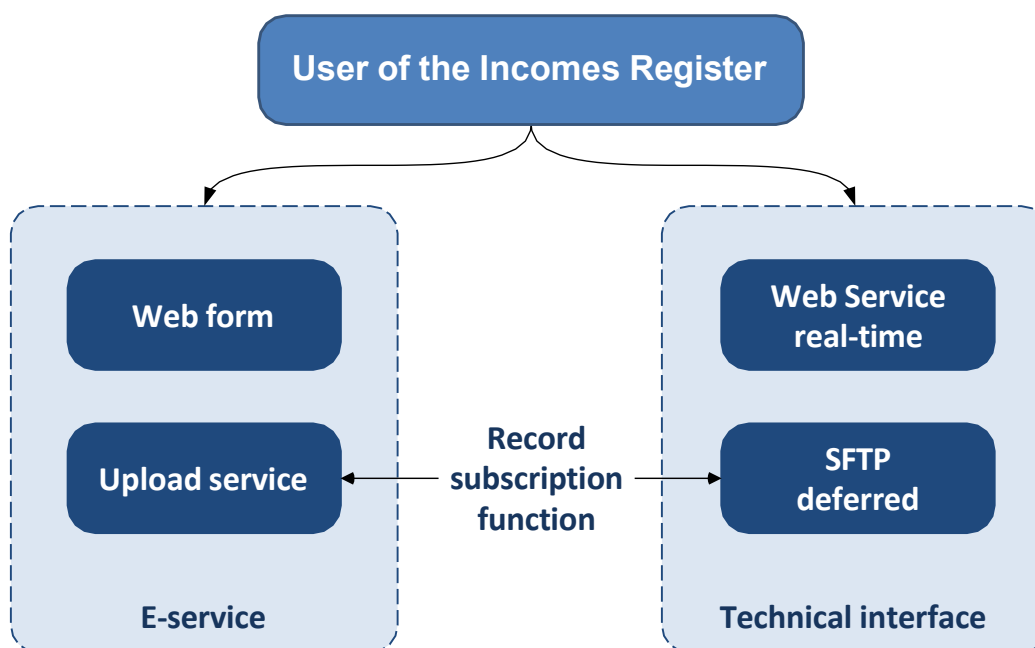 User of the Incomes Register
Web form
Upload service
E-service
Record
subscription
function
Web Service
real-time
SFTP
deferred
Technical interface